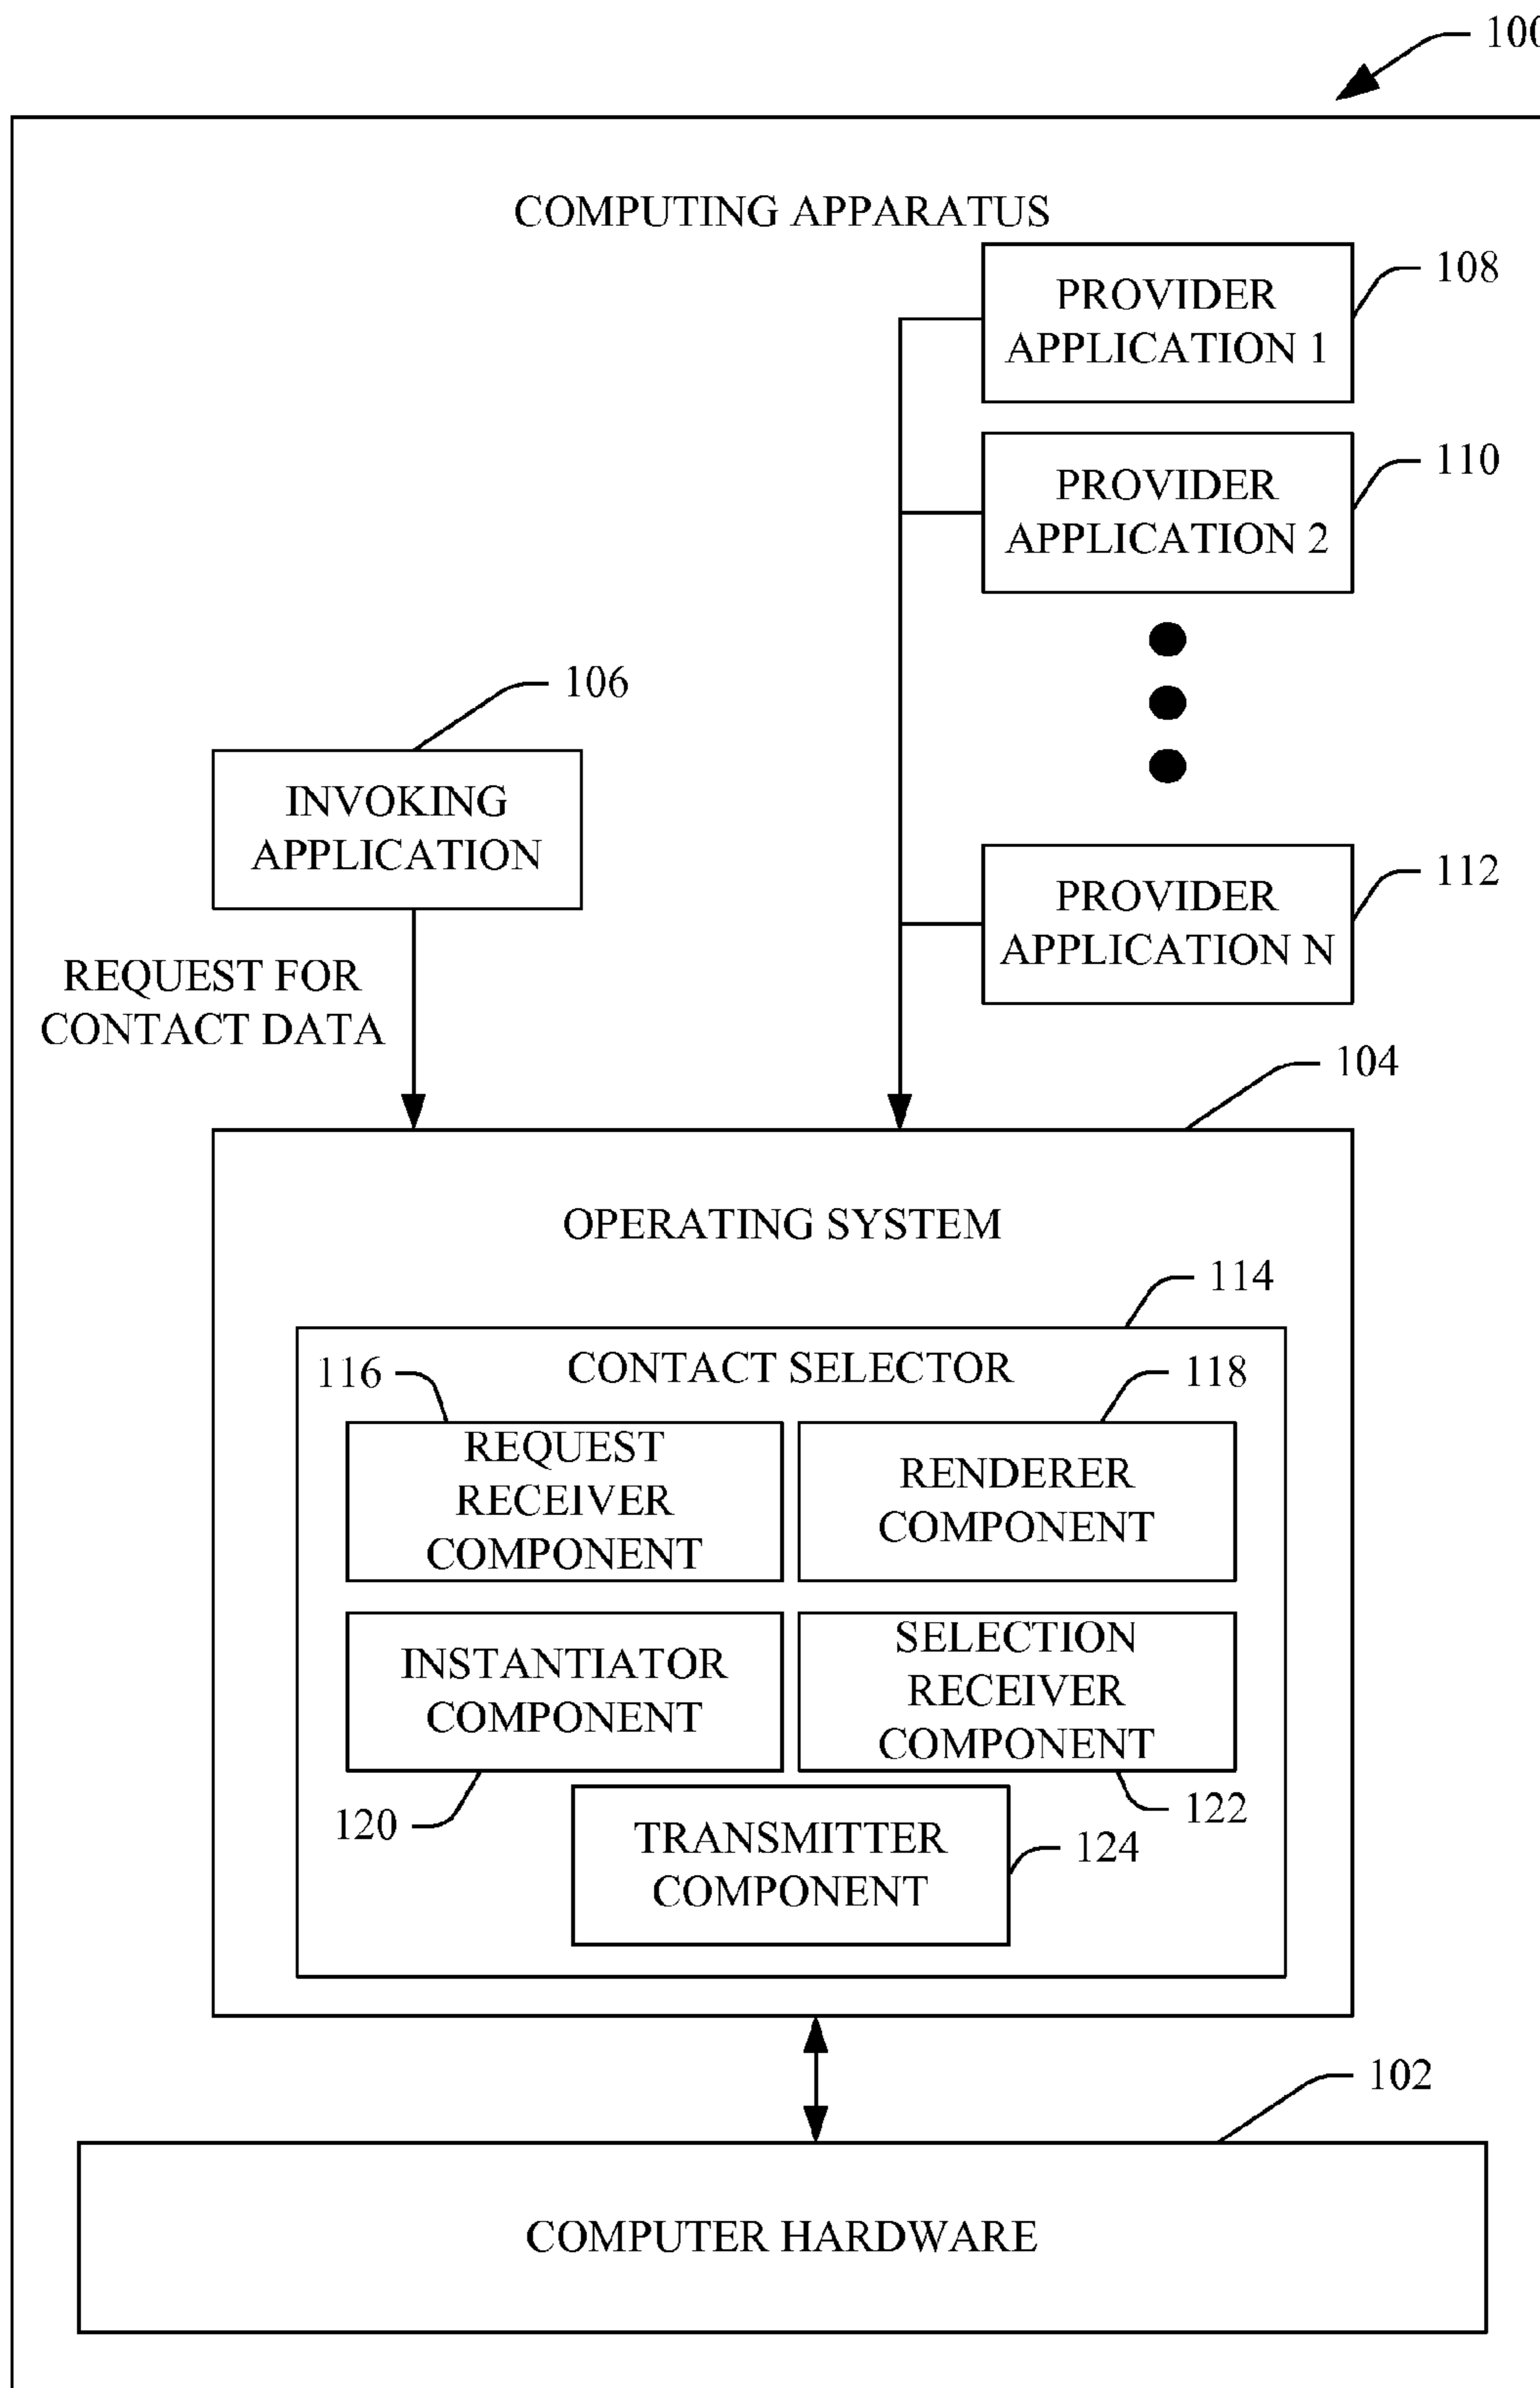 100
COMPUTING APPARATUS
PROVIDER
APPLICATION 1
108
PROVIDER
APPLICATION 2
110
106
INVOKING
APPLICATION
PROVIDER
APPLICATION N
112
REQUEST FOR
CONTACT DATA
104
OPERATING SYSTEM
114
CONTACT SELECTOR
116
118
REQUEST
RECEIVER
COMPONENT
RENDERER
COMPONENT
INSTANTIATOR
COMPONENT
SELECTION
RECEIVER
COMPONENT
120
122
TRANSMITTER
COMPONENT
124
102
COMPUTER HARDWARE